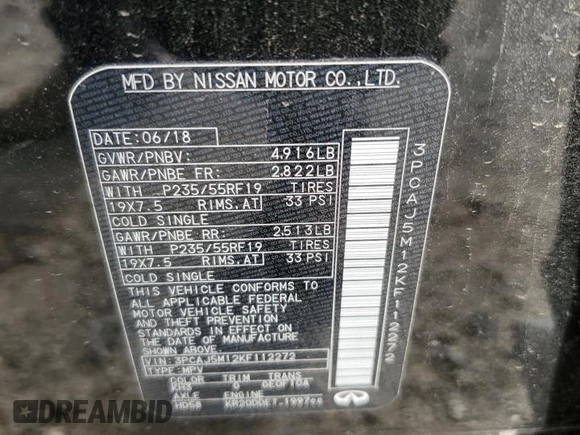 MFD BY NISSAN MOTOR CO.,LTD.
DATE:06/18
GVWR/PNBV: 4,916LB
GAWR/PNBE FR: 2,822LB
WITH P235/55RF19 TIRES
19X7.5 RIMS,AT 33 PSI
COLD SINGLE
GAWR/PNBE RR: 2,513LB
WITH P235/55RF19 TIRES
19X7.5 RIMS,AT 33 PSI
COLD SINGLE
THIS VEHICLE CONFORMS TO
ALL APPLICABLE FEDERAL
MOTOR VEHICLE SAFETY
AND THEFT PREVENTION
STANDARDS IN EFFECT ON
THE DATE OF MANUFACTURE
SHOWN ABOVE.
VIN:3PCAJ5M12KF112272
TYPE:MPV
COLOR TRIM TRANS
G
AXLE ENGINE
KR20DDET 1997cc
3PCAJ5M12KF112272
AUTOBIDCAR